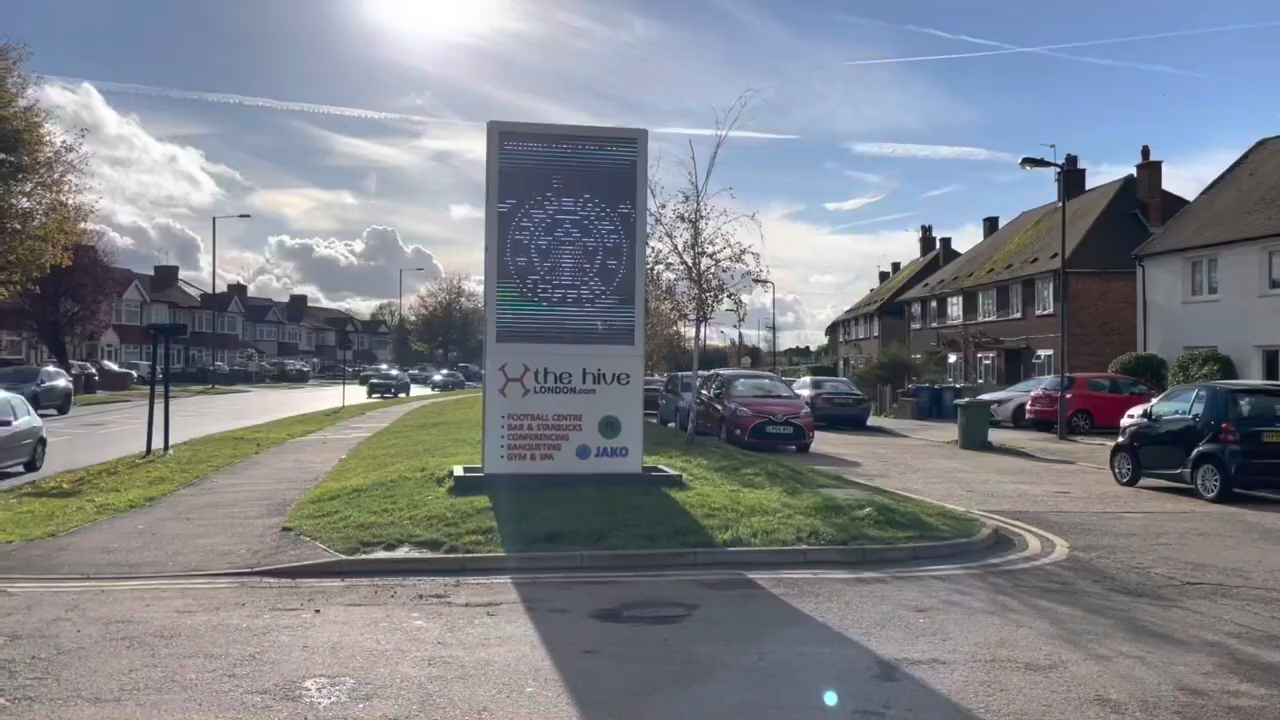 the hive
LONDON.com
• FOOTBALL CENTRE
• BAR & STARBUCKS
• CONFERENCING
• BANQUETING
• GYM & SPA
JAKO